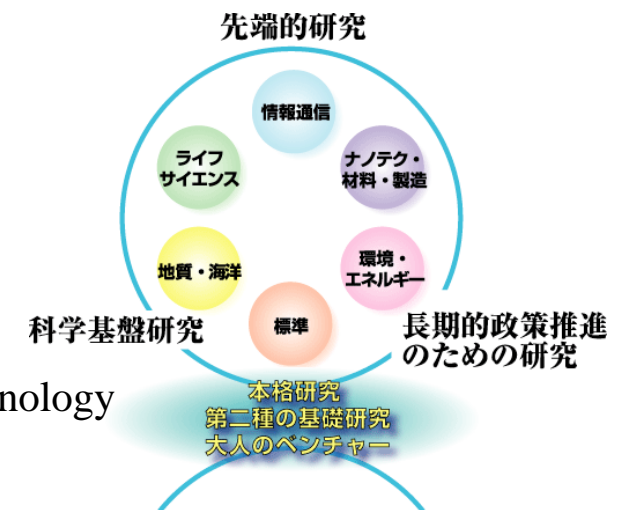 先端的研究
情報通信
ライフ
サイエンス
ナノテク・
材料・製造
地質・海洋
環境・
エネルギー
標準
科学基盤研究
長期的政策推進
のための研究
nology
本格研究
第二種の基礎研究
大人のベンチャー